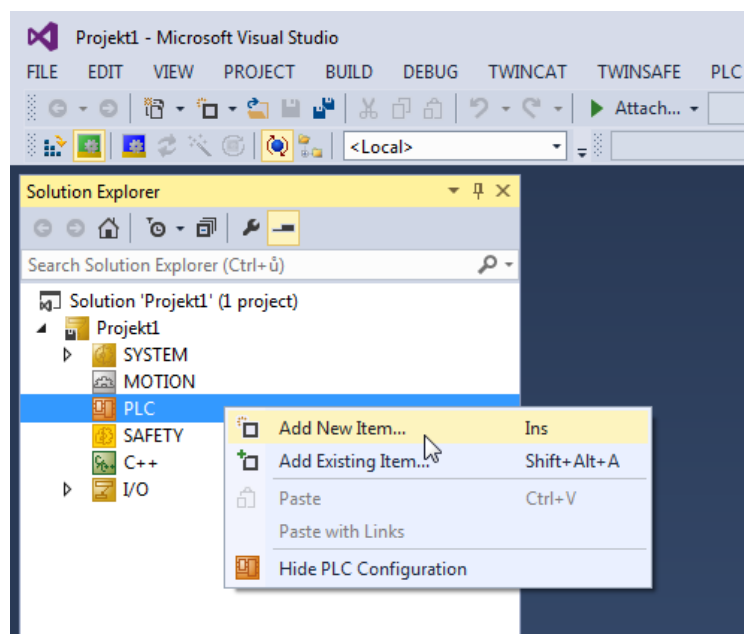 Projekt1 - Microsoft Visual Studio
FILE EDIT VIEW PROJECT BUILD DEBUG TWINCAT TWINSAFE PLC
Attach...
<Local>
Solution Explorer
Search Solution Explorer (Ctrl+ů)
Solution 'Projekt1' (1 project)
Projekt1
SYSTEM
MOTION
PLC
SAFETY
C++
I/O
Add New Item... Ins
Add Existing Item... Shift+Alt+A
Paste Ctrl+V
Paste with Links
Hide PLC Configuration